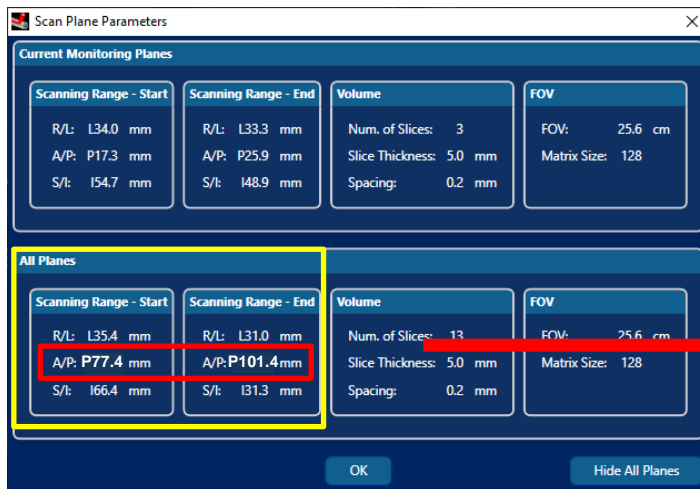 Scan Plane Parameters
Current Monitoring Planes
Scanning Range - Start Scanning Range - End Volume FOV
R/L: L34.0 mm R/L: L33.3 mm Num. of Slices: 3 FOV: 25.6 cm
A/P: P17.3 mm A/P: P25.9 mm Slice Thickness: 5.0 mm Matrix Size: 128
S/I: I54.7 mm S/I: I48.9 mm Spacing: 0.2 mm
All Planes
Scanning Range - Start Scanning Range - End Volume FOV
R/L: L35.4 mm R/L: L31.0 mm Num. of Slices: 13 FOV: 25.6 cm
A/P: P77.4 mm A/P: P101.4 mm Slice Thickness: 5.0 mm Matrix Size: 128
S/I: I66.4 mm S/I: I31.3 mm Spacing: 0.2 mm
OK Hide All Planes